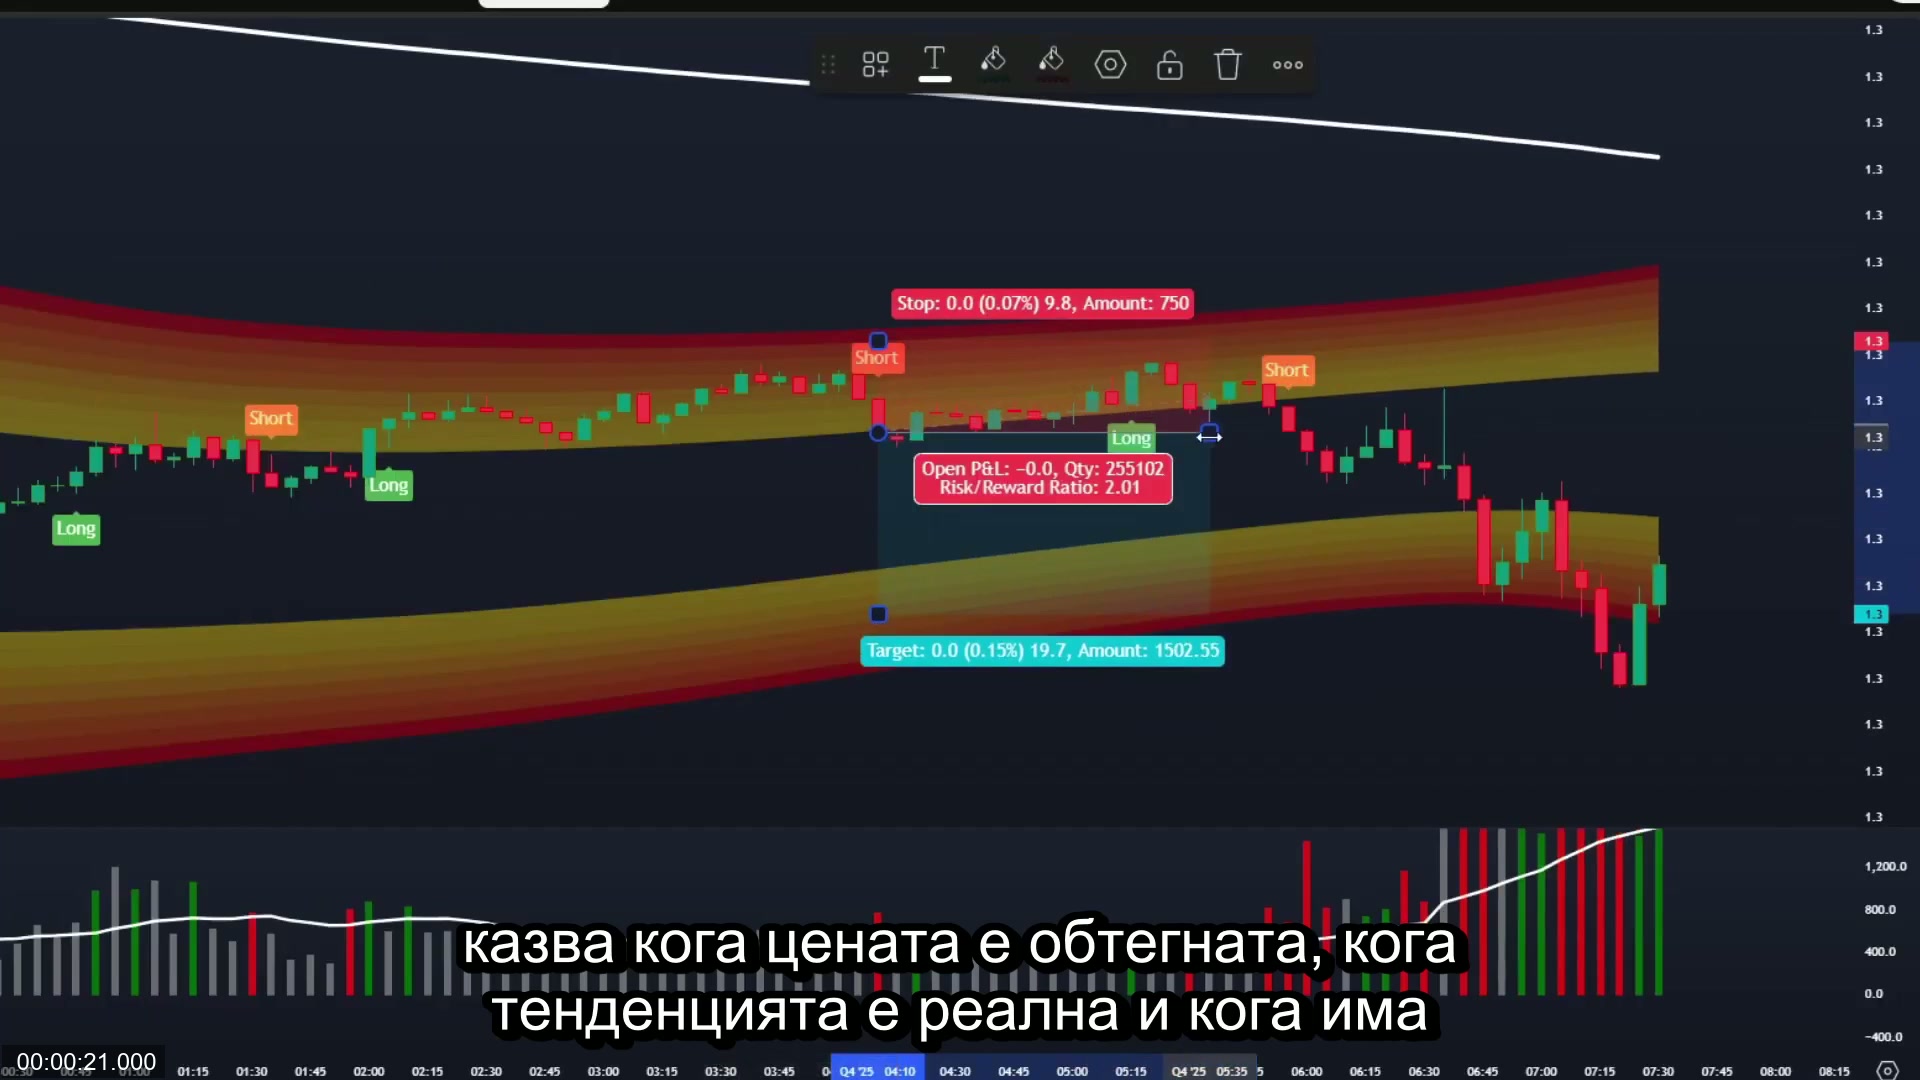 1.3
1.3
1.3
1.3
1.3
1.3
1.3
Stop: 0.0 (0.07%) 9.8, Amount: 750
1.3
1.3
Short
Short
1.3
Short
Long
1.3
Open P&L: −0.0, Qty: 255102
Risk/Reward Ratio: 2.01
Long
1.3
Long
1.3
1.3
1.3
1.3
Target: 0.0 (0.15%) 19.7, Amount: 1502.55
1.3
1.3
1.3
1.3
1,200.0
800.0
400.0
0.0
−400.0
казва кога цената е обтегната, кога
тенденцията е реална и кога има
00:00:21.000
01:15 01:30 01:45 02:00 02:15 02:30 02:45 03:00 03:15 03:30 03:45 Q4 '25 04:10 04:30 04:45 05:00 05:15 Q4 '25 05:35 06:00 06:15 06:30 06:45 07:00 07:15 07:30 07:45 08:00 08:15